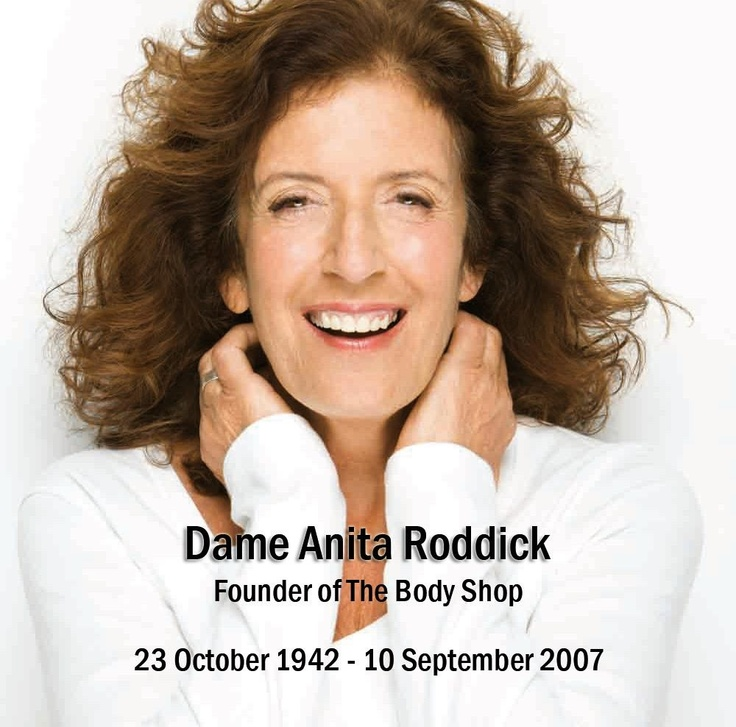 Dame Anita Roddick
Founder of The Body Shop
23 October 1942 - 10 September 2007